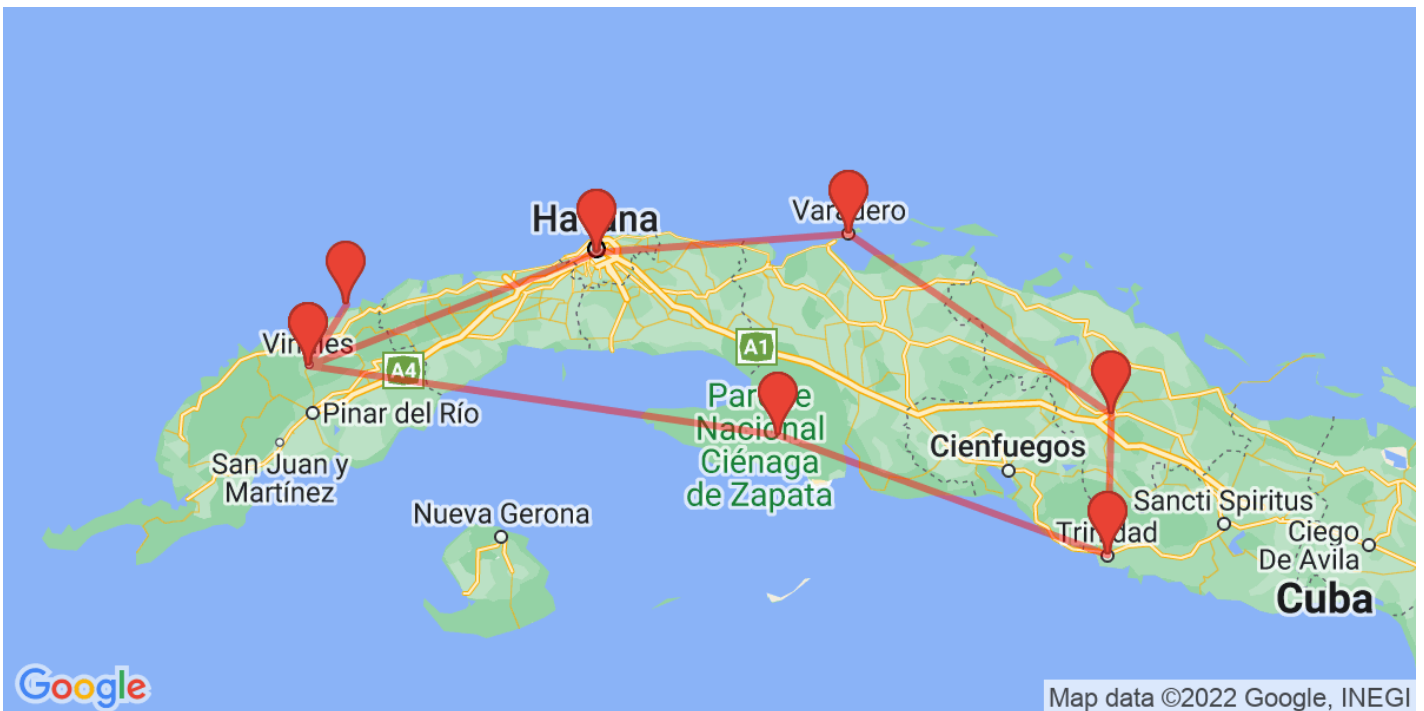 Havana
Varadero
Viñales
A4
A1
Pinar del Río
San Juan y
Martínez
Nueva Gerona
Parque
Nacional
Ciénaga
de Zapata
Cienfuegos
Trinidad
Sancti Spiritus
Ciego
De Avila
Cuba
Google
Map data ©2022 Google, INEGI